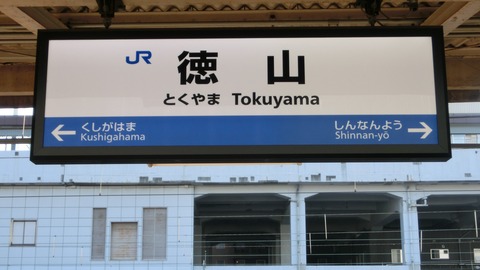 JR 徳山
とくやま Tokuyama
← くしがはま しんなんよう →
Kushigahama Shinnan-yō